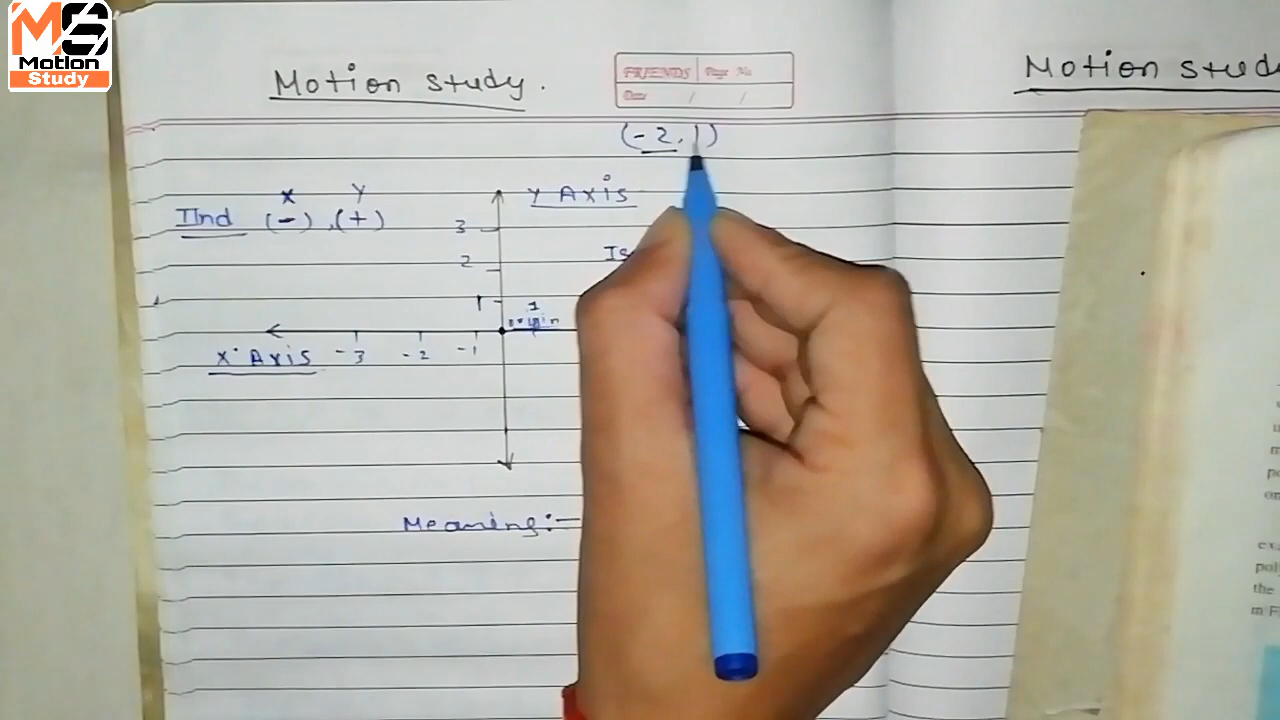 MS
Motion
Study
Motion study.
Motion
FRIENDS Page No
Date / /
(-2, 1)
x y
Y Axis
IInd (-),(+)
3
2
1
1
origin
X Axis -3 -2 -1
Meaning:-